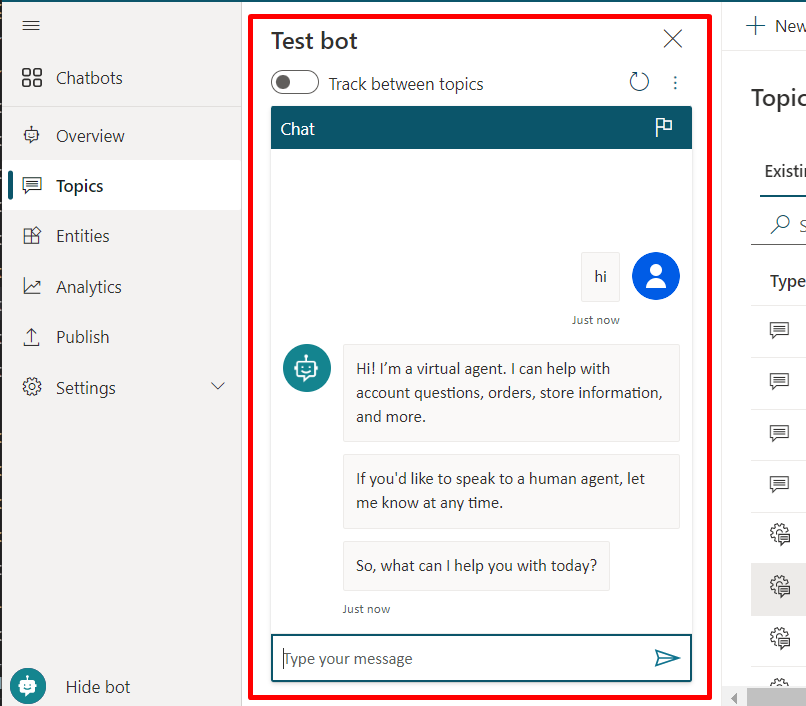 Chatbots
Overview
Topics
Entities
Analytics
Publish
Settings
Hide bot
Test bot
Track between topics
Chat
hi
Just now
Hi! I’m a virtual agent. I can help with
account questions, orders, store information,
and more.
If you'd like to speak to a human agent, let
me know at any time.
So, what can I help you with today?
Just now
Type your message
New
Topic
Existin
S
Type